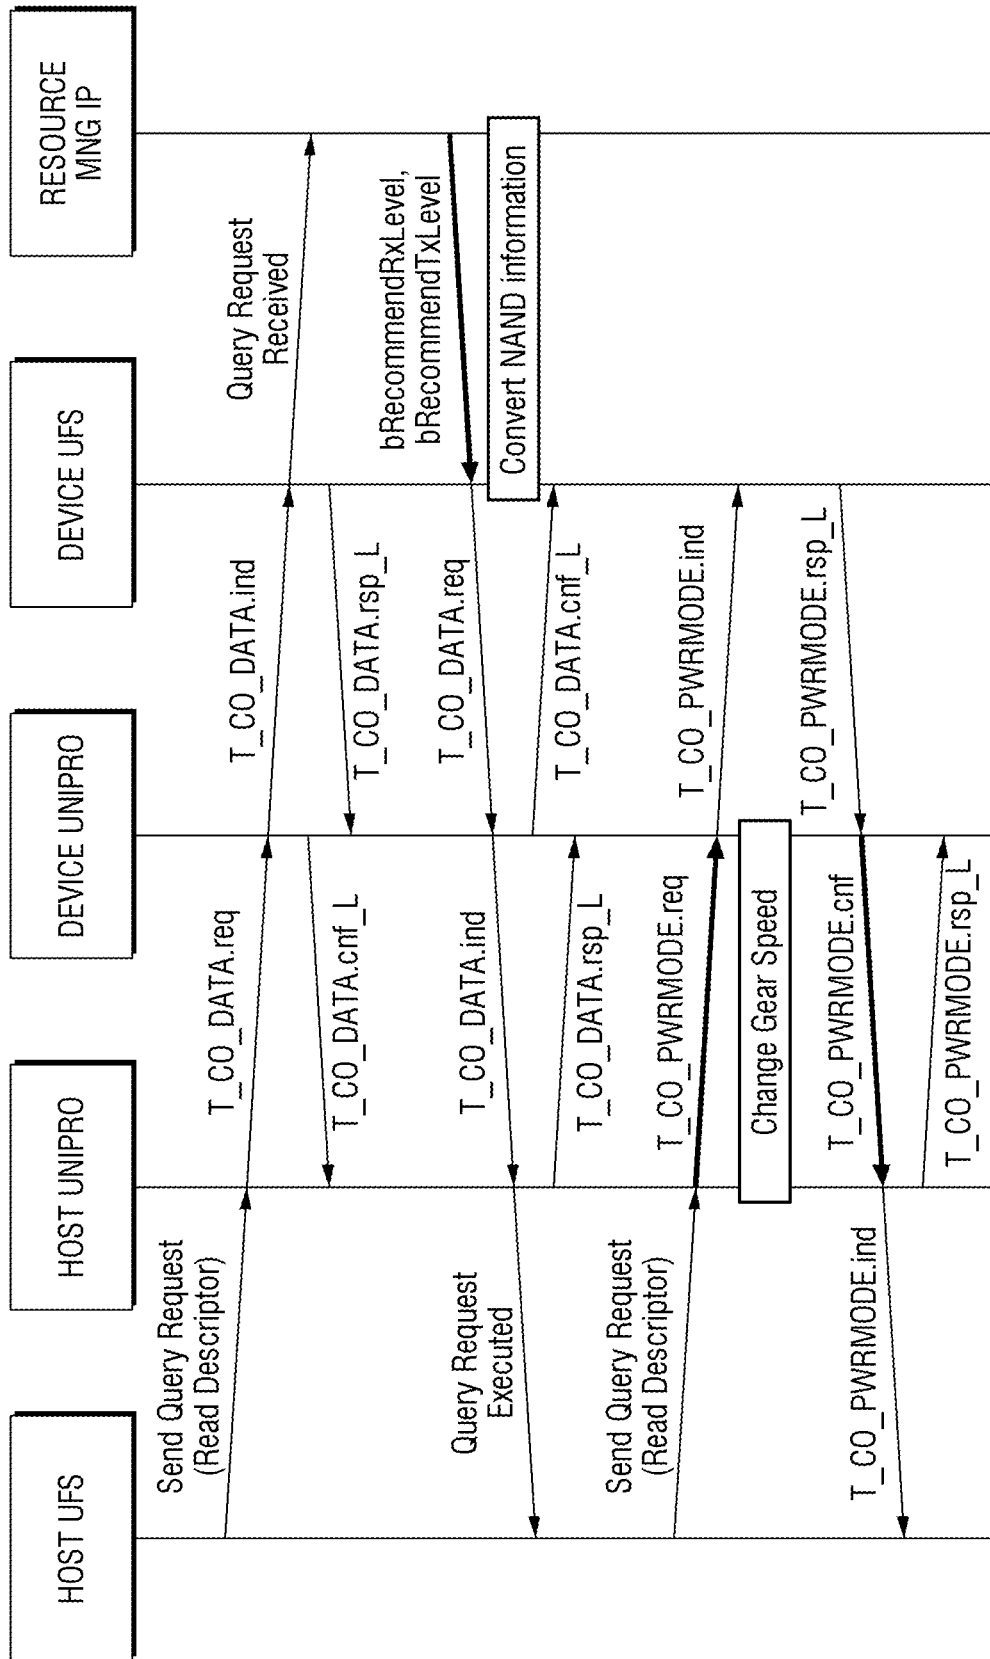 HOST UFS
HOST UNIPRO
DEVICE UNIPRO
DEVICE UFS
RESOURCE
MNG IP
Send Query Request
(Read Descriptor)
T_CO_DATA.req
T_CO_DATA.ind
Query Request
Received
T_CO_DATA.cnf_L
T_CO_DATA.rsp_L
bRecommendRxLevel,
bRecommendTxLevel
Query Request
Executed
T_CO_DATA.ind
T_CO_DATA.req
Convert NAND information
T_CO_DATA.rsp_L
T_CO_DATA.cnf_L
Send Query Request
(Read Descriptor)
T_CO_PWRMODE.req
T_CO_PWRMODE.ind
Change Gear Speed
T_CO_PWRMODE.ind
T_CO_PWRMODE.cnf
T_CO_PWRMODE.rsp_L
T_CO_PWRMODE.rsp_L